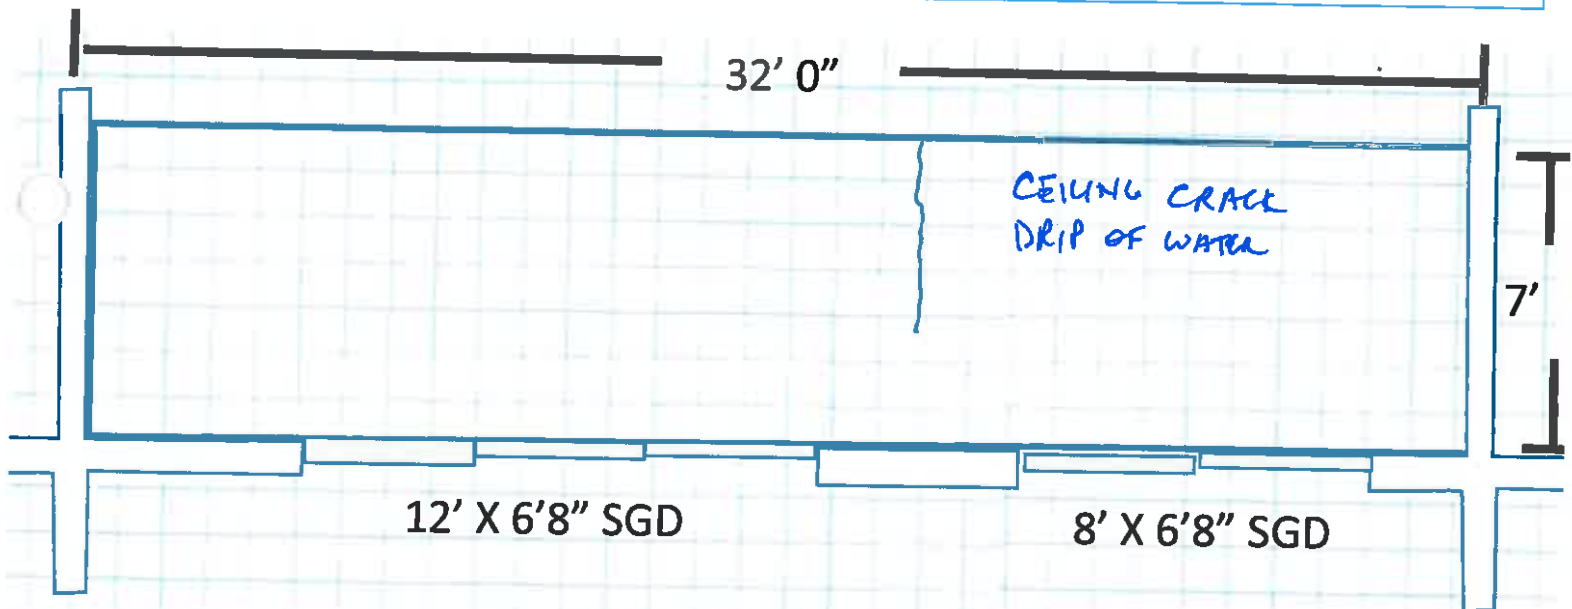 32' 0"
CEILING CRACK
DRIP OF WATER
7'
12' X 6'8" SGD
8' X 6'8" SGD